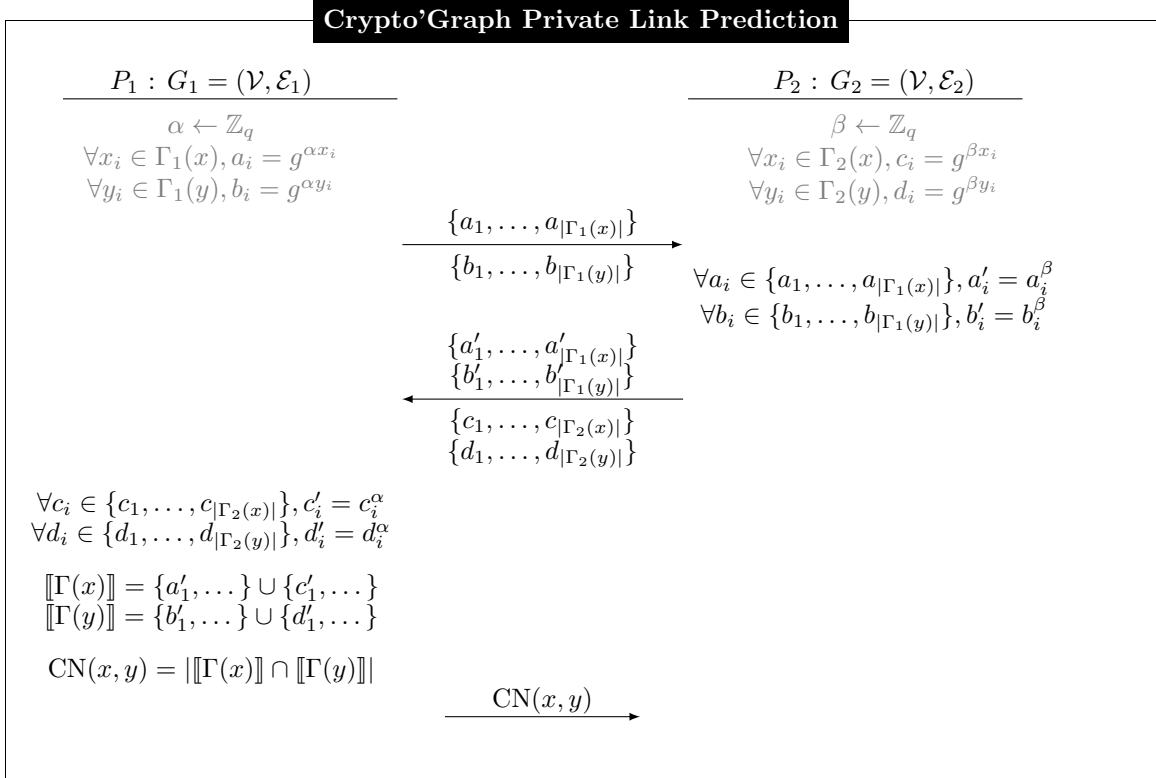 Crypto'Graph Private Link Prediction
P₁ : G₁ = (𝒱, ℰ₁)
P₂ : G₂ = (𝒱, ℰ₂)
α ← ℤ_q
∀x_i ∈ Γ₁(x), a_i = g^{αx_i}
∀y_i ∈ Γ₁(y), b_i = g^{αy_i}
β ← ℤ_q
∀x_i ∈ Γ₂(x), c_i = g^{βx_i}
∀y_i ∈ Γ₂(y), d_i = g^{βy_i}
{a₁, . . . , a_{|Γ₁(x)|}}
{b₁, . . . , b_{|Γ₁(y)|}}
∀a_i ∈ {a₁, . . . , a_{|Γ₁(x)|}}, a′_i = a_i^β
∀b_i ∈ {b₁, . . . , b_{|Γ₁(y)|}}, b′_i = b_i^β
{a′₁, . . . , a′_{|Γ₁(x)|}}
{b′₁, . . . , b′_{|Γ₁(y)|}}
{c₁, . . . , c_{|Γ₂(x)|}}
{d₁, . . . , d_{|Γ₂(y)|}}
∀c_i ∈ {c₁, . . . , c_{|Γ₂(x)|}}, c′_i = c_i^α
∀d_i ∈ {d₁, . . . , d_{|Γ₂(y)|}}, d′_i = d_i^α
⟦Γ(x)⟧ = {a′₁, . . . } ∪ {c′₁, . . . }
⟦Γ(y)⟧ = {b′₁, . . . } ∪ {d′₁, . . . }
CN(x, y) = |⟦Γ(x)⟧ ∩ ⟦Γ(y)⟧|
CN(x, y)